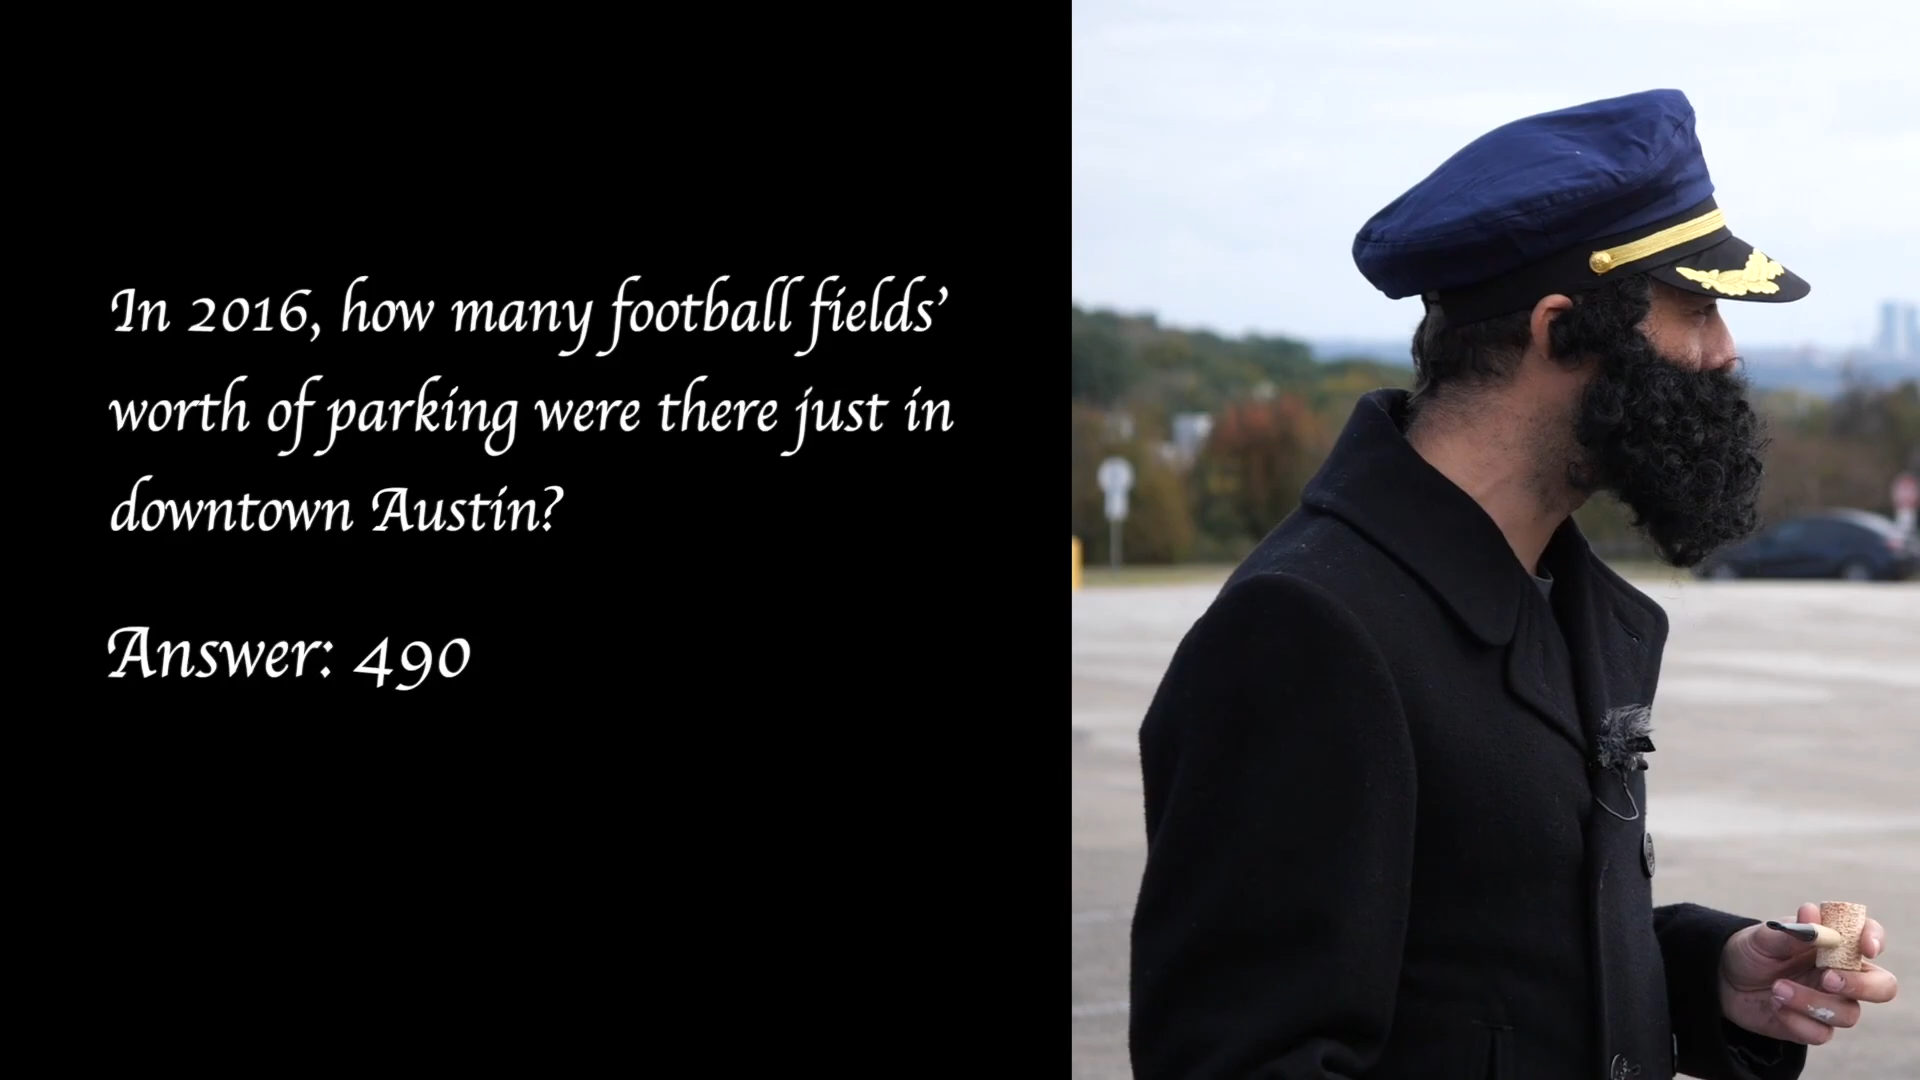 In 2016, how many football fields’
worth of parking were there just in
downtown Austin?
Answer: 490